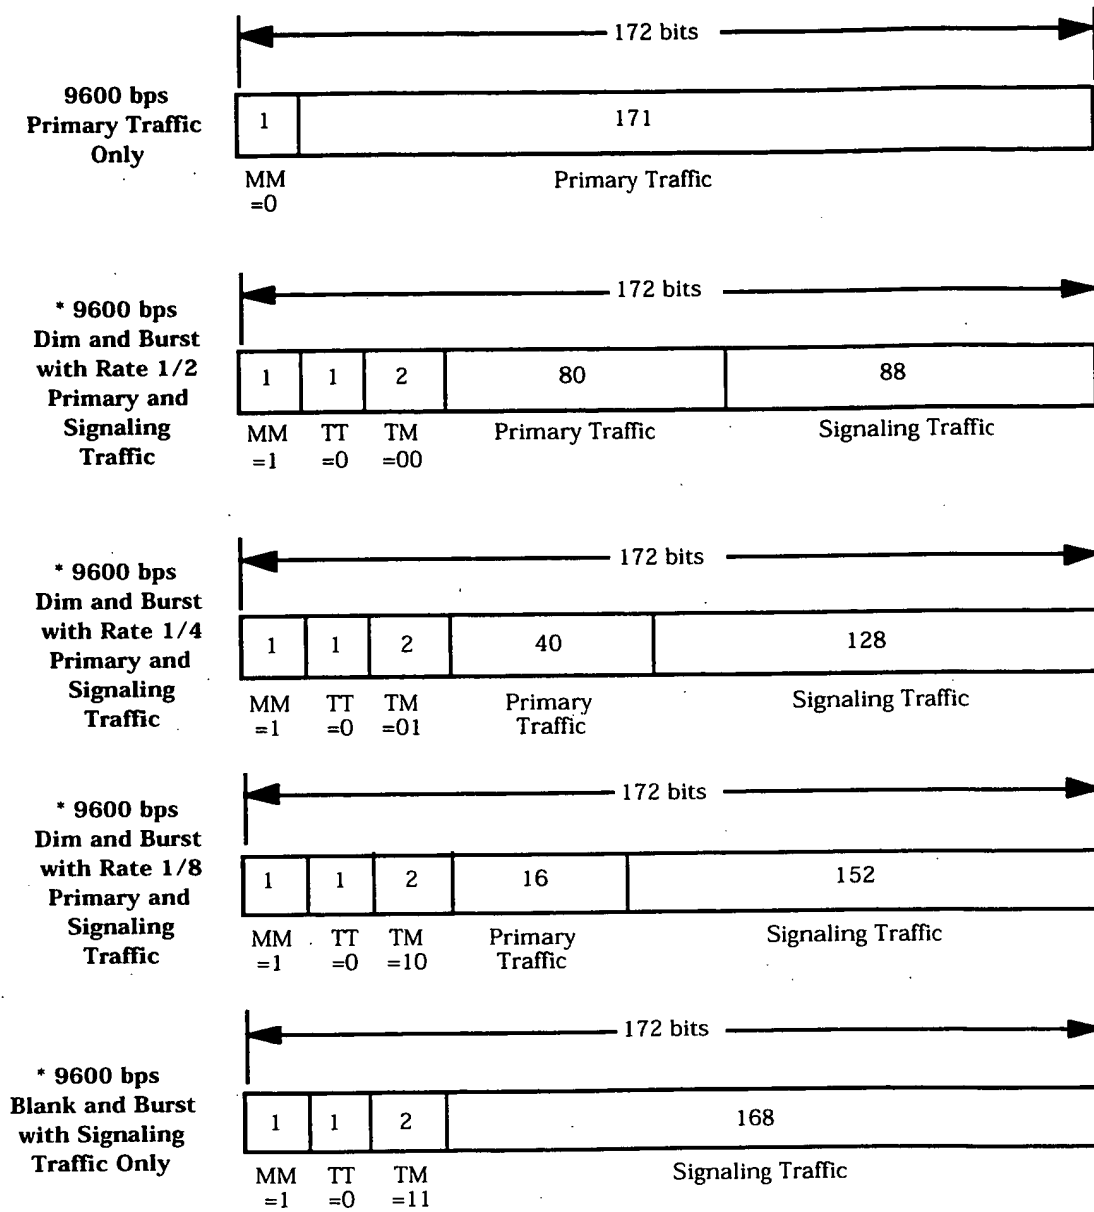 172 bits
9600 bps
Primary Traffic
Only
1 171
MM
=0
Primary Traffic
172 bits
* 9600 bps
Dim and Burst
with Rate 1/2
Primary and
Signaling
Traffic
1 1 2 80 88
MM TT TM Primary Traffic Signaling Traffic
=1 =0 =00
172 bits
* 9600 bps
Dim and Burst
with Rate 1/4
Primary and
Signaling
Traffic
1 1 2 40 128
MM TT TM Primary Signaling Traffic
=1 =0 =01 Traffic
172 bits
* 9600 bps
Dim and Burst
with Rate 1/8
Primary and
Signaling
Traffic
1 1 2 16 152
MM TT TM Primary Signaling Traffic
=1 =0 =10 Traffic
172 bits
* 9600 bps
Blank and Burst
with Signaling
Traffic Only
1 1 2 168
MM TT TM Signaling Traffic
=1 =0 =11